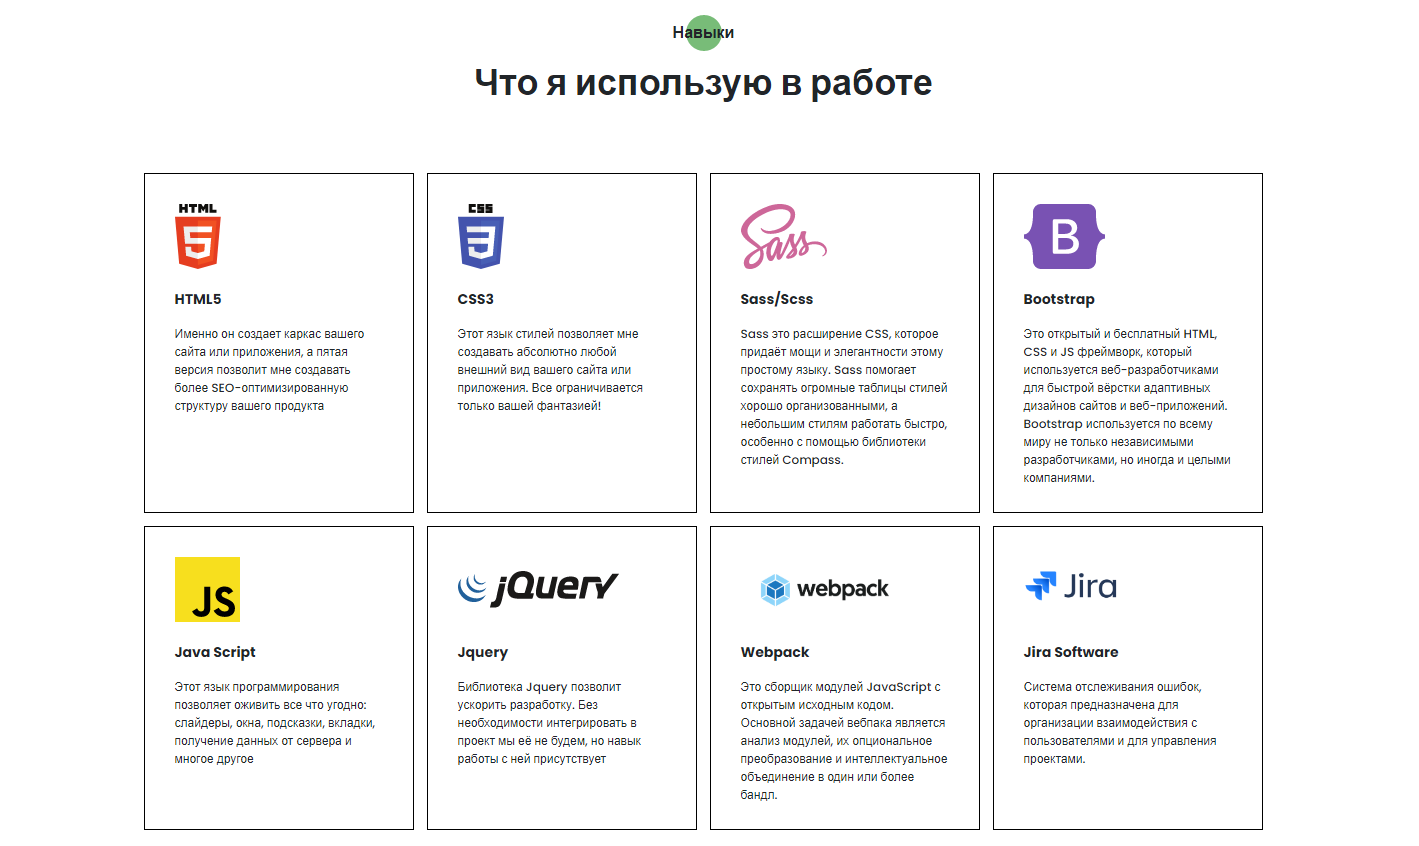 Навыки
Что я использую в работе
HTML
5
HTML5
Именно он создает каркас вашего
сайта или приложения, а пятая
версия позволит мне создавать
более SEO-оптимизированную
структуру вашего продукта
CSS
3
CSS3
Этот язык стилей позволяет мне
создавать абсолютно любой
внешний вид вашего сайта или
приложения. Все ограничивается
только вашей фантазией!
Sass
Sass/Scss
Sass это расширение CSS, которое
придаёт мощи и элегантности этому
простому языку. Sass помогает
сохранять огромные таблицы стилей
хорошо организованными, а
небольшим стилям работать быстро,
особенно с помощью библиотеки
стилей Compass.
B
Bootstrap
Это открытый и бесплатный HTML,
CSS и JS фреймворк, который
используется веб-разработчиками
для быстрой вёрстки адаптивных
дизайнов сайтов и веб-приложений.
Bootstrap используется по всему
миру не только независимыми
разработчиками, но иногда и целыми
компаниями.
JS
Java Script
Этот язык программирования
позволяет оживить все что угодно:
слайдеры, окна, подсказки, вкладки,
получение данных от сервера и
многое другое
jQuery
Jquery
Библиотека Jquery позволит
ускорить разработку. Без
необходимости интегрировать в
проект мы её не будем, но навык
работы с ней присутствует
webpack
Webpack
Это сборщик модулей JavaScript с
открытым исходным кодом.
Основной задачей вебпака является
анализ модулей, их опциональное
преобразование и интеллектуальное
объединение в один или более
бандл.
Jira
Jira Software
Система отслеживания ошибок,
которая предназначена для
организации взаимодействия с
пользователями и для управления
проектами.